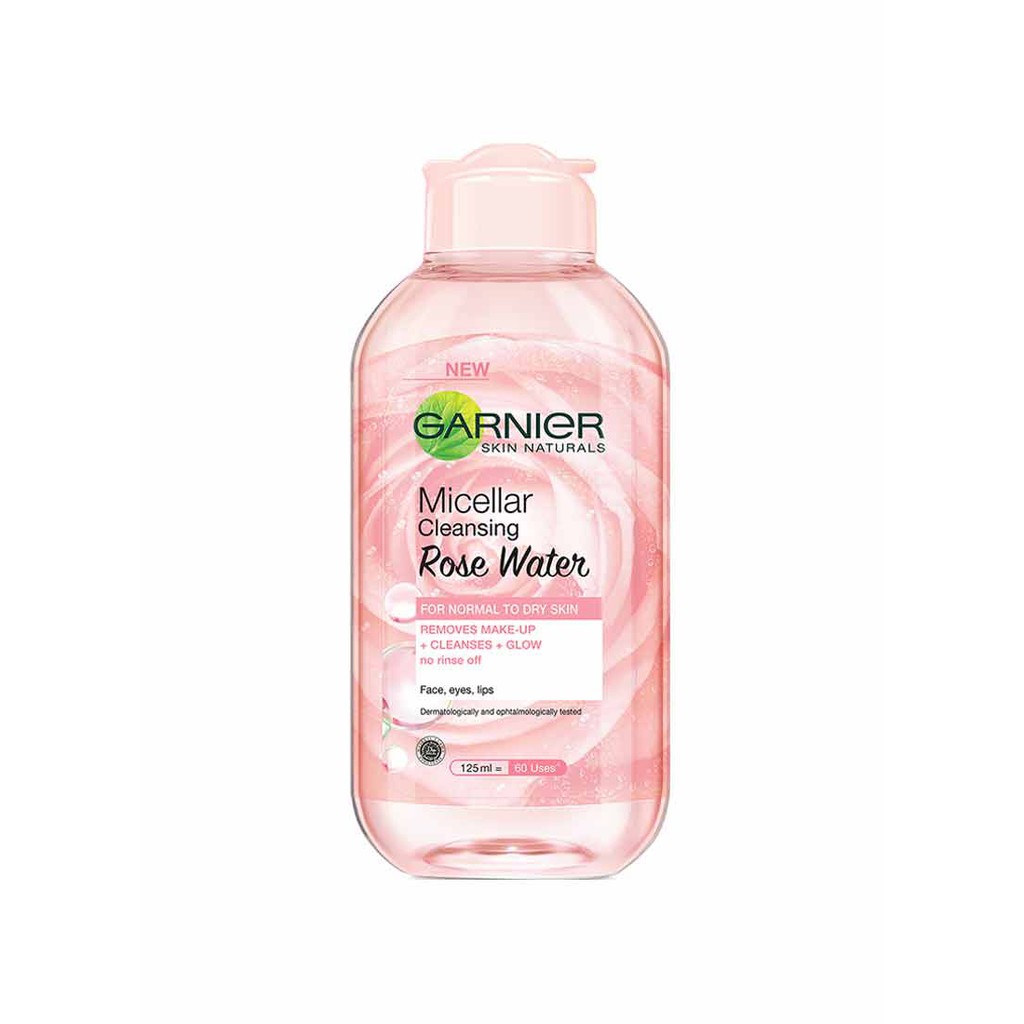 NEW
GARNIER
SKIN NATURALS
Micellar
Cleansing
Rose Water
FOR NORMAL TO DRY SKIN
REMOVES MAKE-UP
+ CLEANSES + GLOW
no rinse off
Face, eyes, lips
Dermatologically and ophtalmologically tested
125ml = 60 Uses*